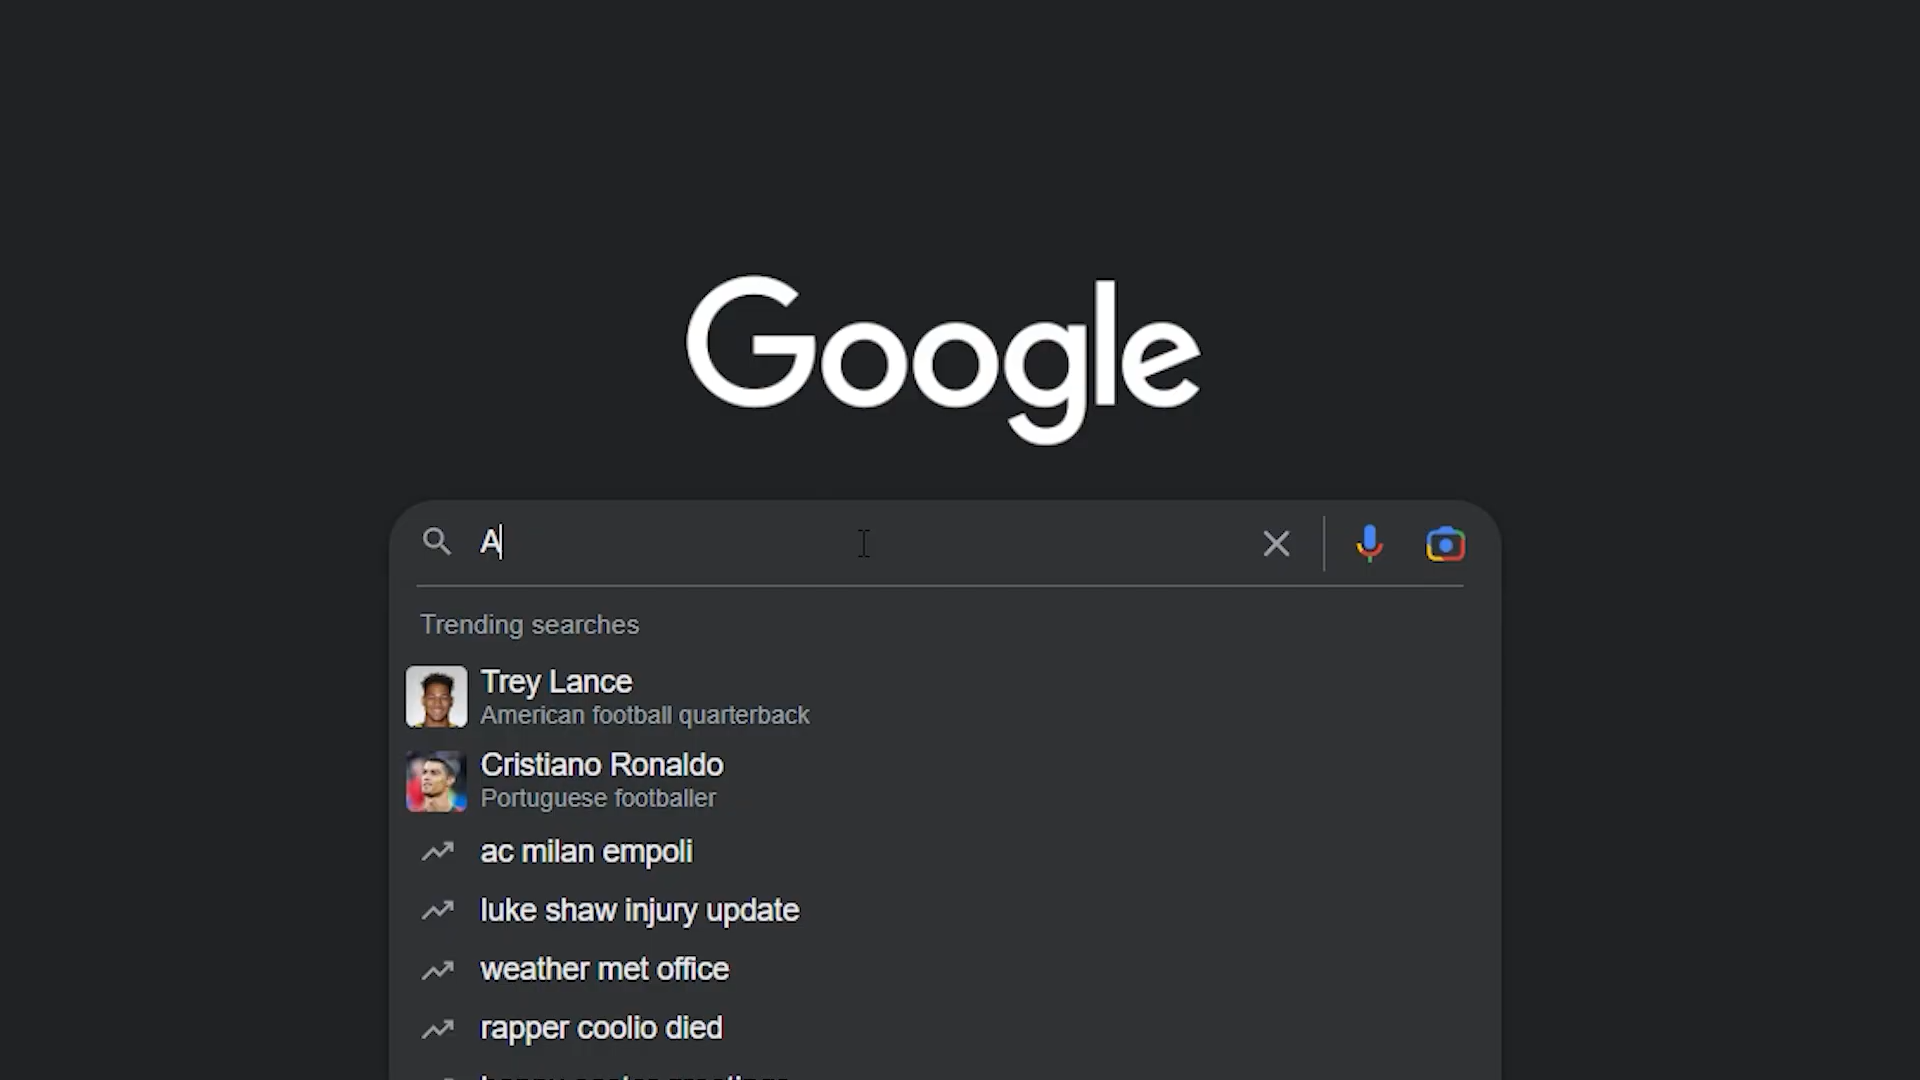 Google
A
Trending searches
Trey Lance
American football quarterback
Cristiano Ronaldo
Portuguese footballer
ac milan empoli
luke shaw injury update
weather met office
rapper coolio died